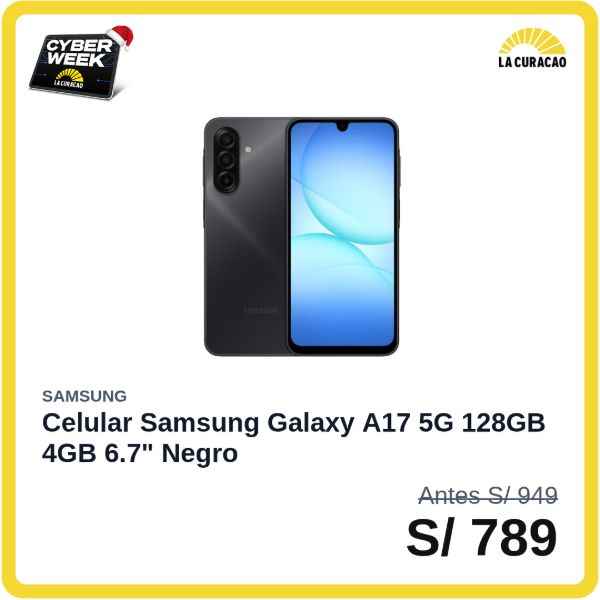 CYBER
WEEK
LA CURACAO
LA CURACAO
SAMSUNG
SAMSUNG
Celular Samsung Galaxy A17 5G 128GB
4GB 6.7" Negro
Antes S/ 949
S/ 789